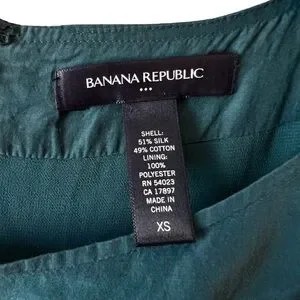 BANANA REPUBLIC
SHELL:
51% SILK
49% COTTON
LINING:
100%
POLYESTER
RN 54023
CA 17897
MADE IN
CHINA
XS